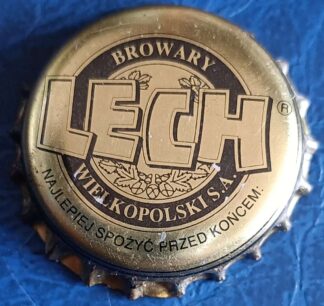 BROWARY
LECH®
WIELKOPOLSKI S.A.
NAJLEPIEJ SPOŻYĆ PRZED KOŃCEM: